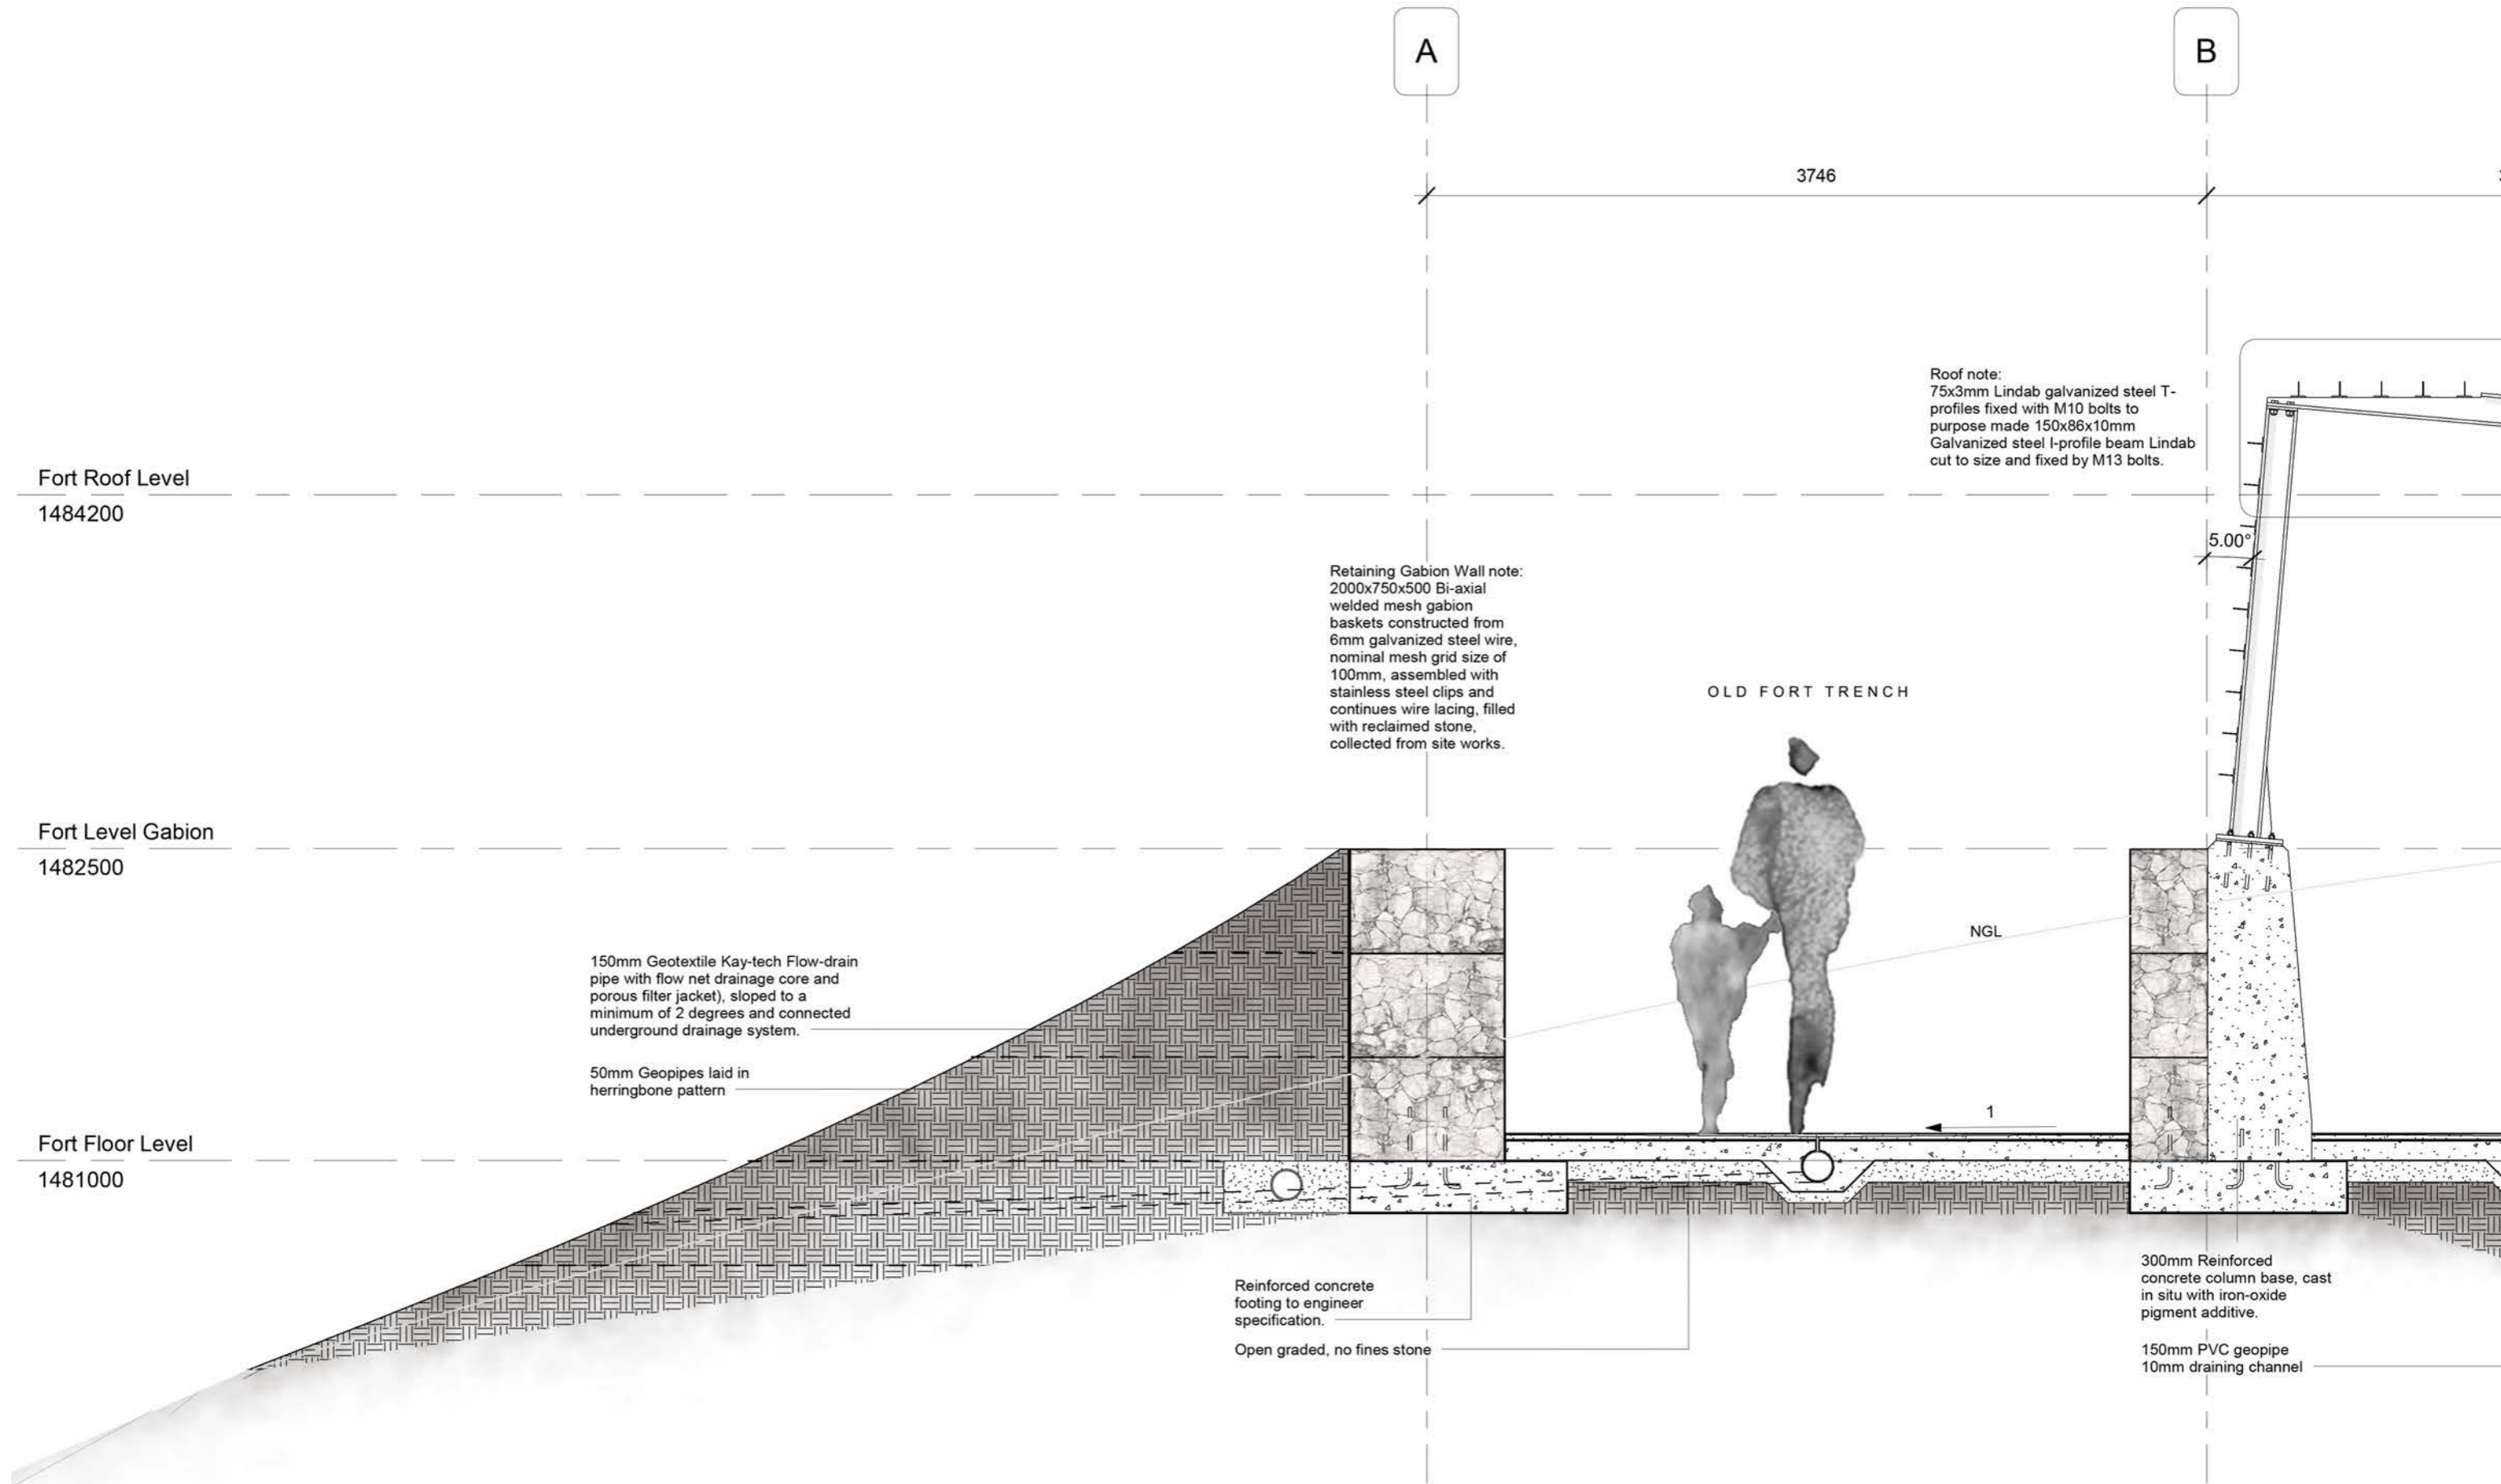 A
B
3746
Roof note:
75x3mm Lindab galvanized steel T-
profiles fixed with M10 bolts to
purpose made 150x86x10mm
Galvanized steel I-profile beam Lindab
cut to size and fixed by M13 bolts.
Fort Roof Level
1484200
5.00°
Retaining Gabion Wall note:
2000x750x500 Bi-axial
welded mesh gabion
baskets constructed from
6mm galvanized steel wire,
nominal mesh grid size of
100mm, assembled with
stainless steel clips and
continues wire lacing, filled
with reclaimed stone,
collected from site works.
OLD FORT TRENCH
Fort Level Gabion
1482500
NGL
150mm Geotextile Kay-tech Flow-drain
pipe with flow net drainage core and
porous filter jacket), sloped to a
minimum of 2 degrees and connected
underground drainage system.
50mm Geopipes laid in
herringbone pattern
1
Fort Floor Level
1481000
Reinforced concrete
footing to engineer
specification.
Open graded, no fines stone
300mm Reinforced
concrete column base, cast
in situ with iron-oxide
pigment additive.
150mm PVC geopipe
10mm draining channel